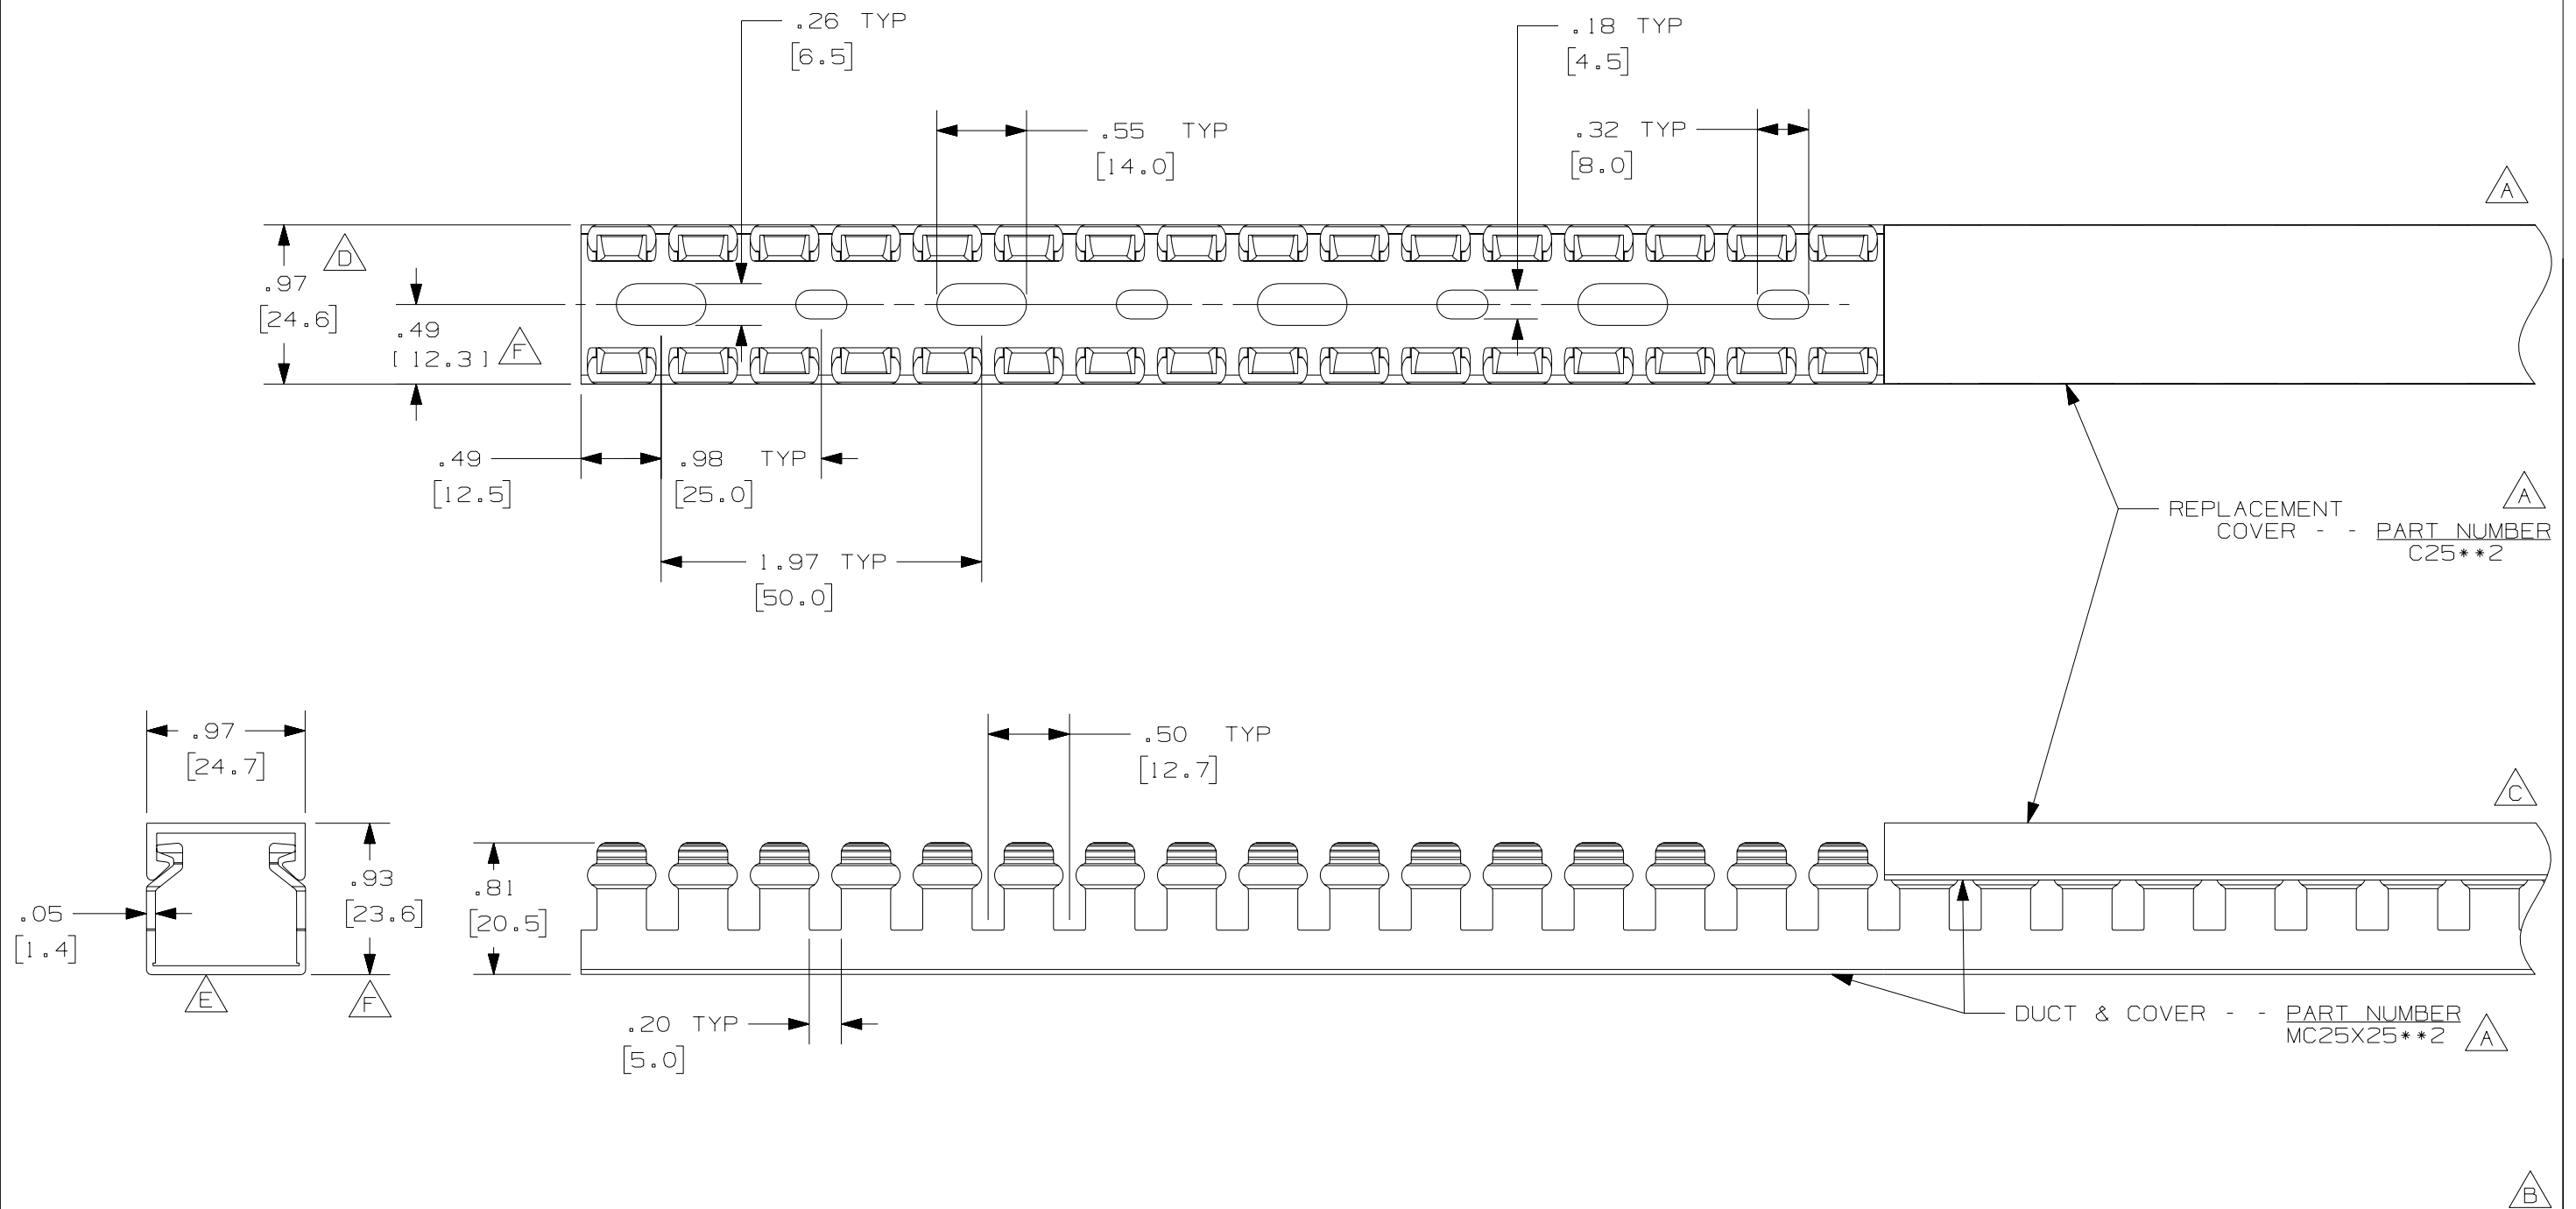 .26 TYP
[6.5]
.18 TYP
[4.5]
.55 TYP
[14.0]
.32 TYP
[8.0]
A
D
.97
[24.6]
.49
[12.3]
F
.49
[12.5]
.98 TYP
[25.0]
1.97 TYP
[50.0]
A
REPLACEMENT
COVER - - PART NUMBER
C25**2
.97
[24.7]
.50 TYP
[12.7]
C
.93
[23.6]
.81
[20.5]
.05
[1.4]
E
F
.20 TYP
[5.0]
DUCT & COVER - - PART NUMBER
MC25X25**2
A
B